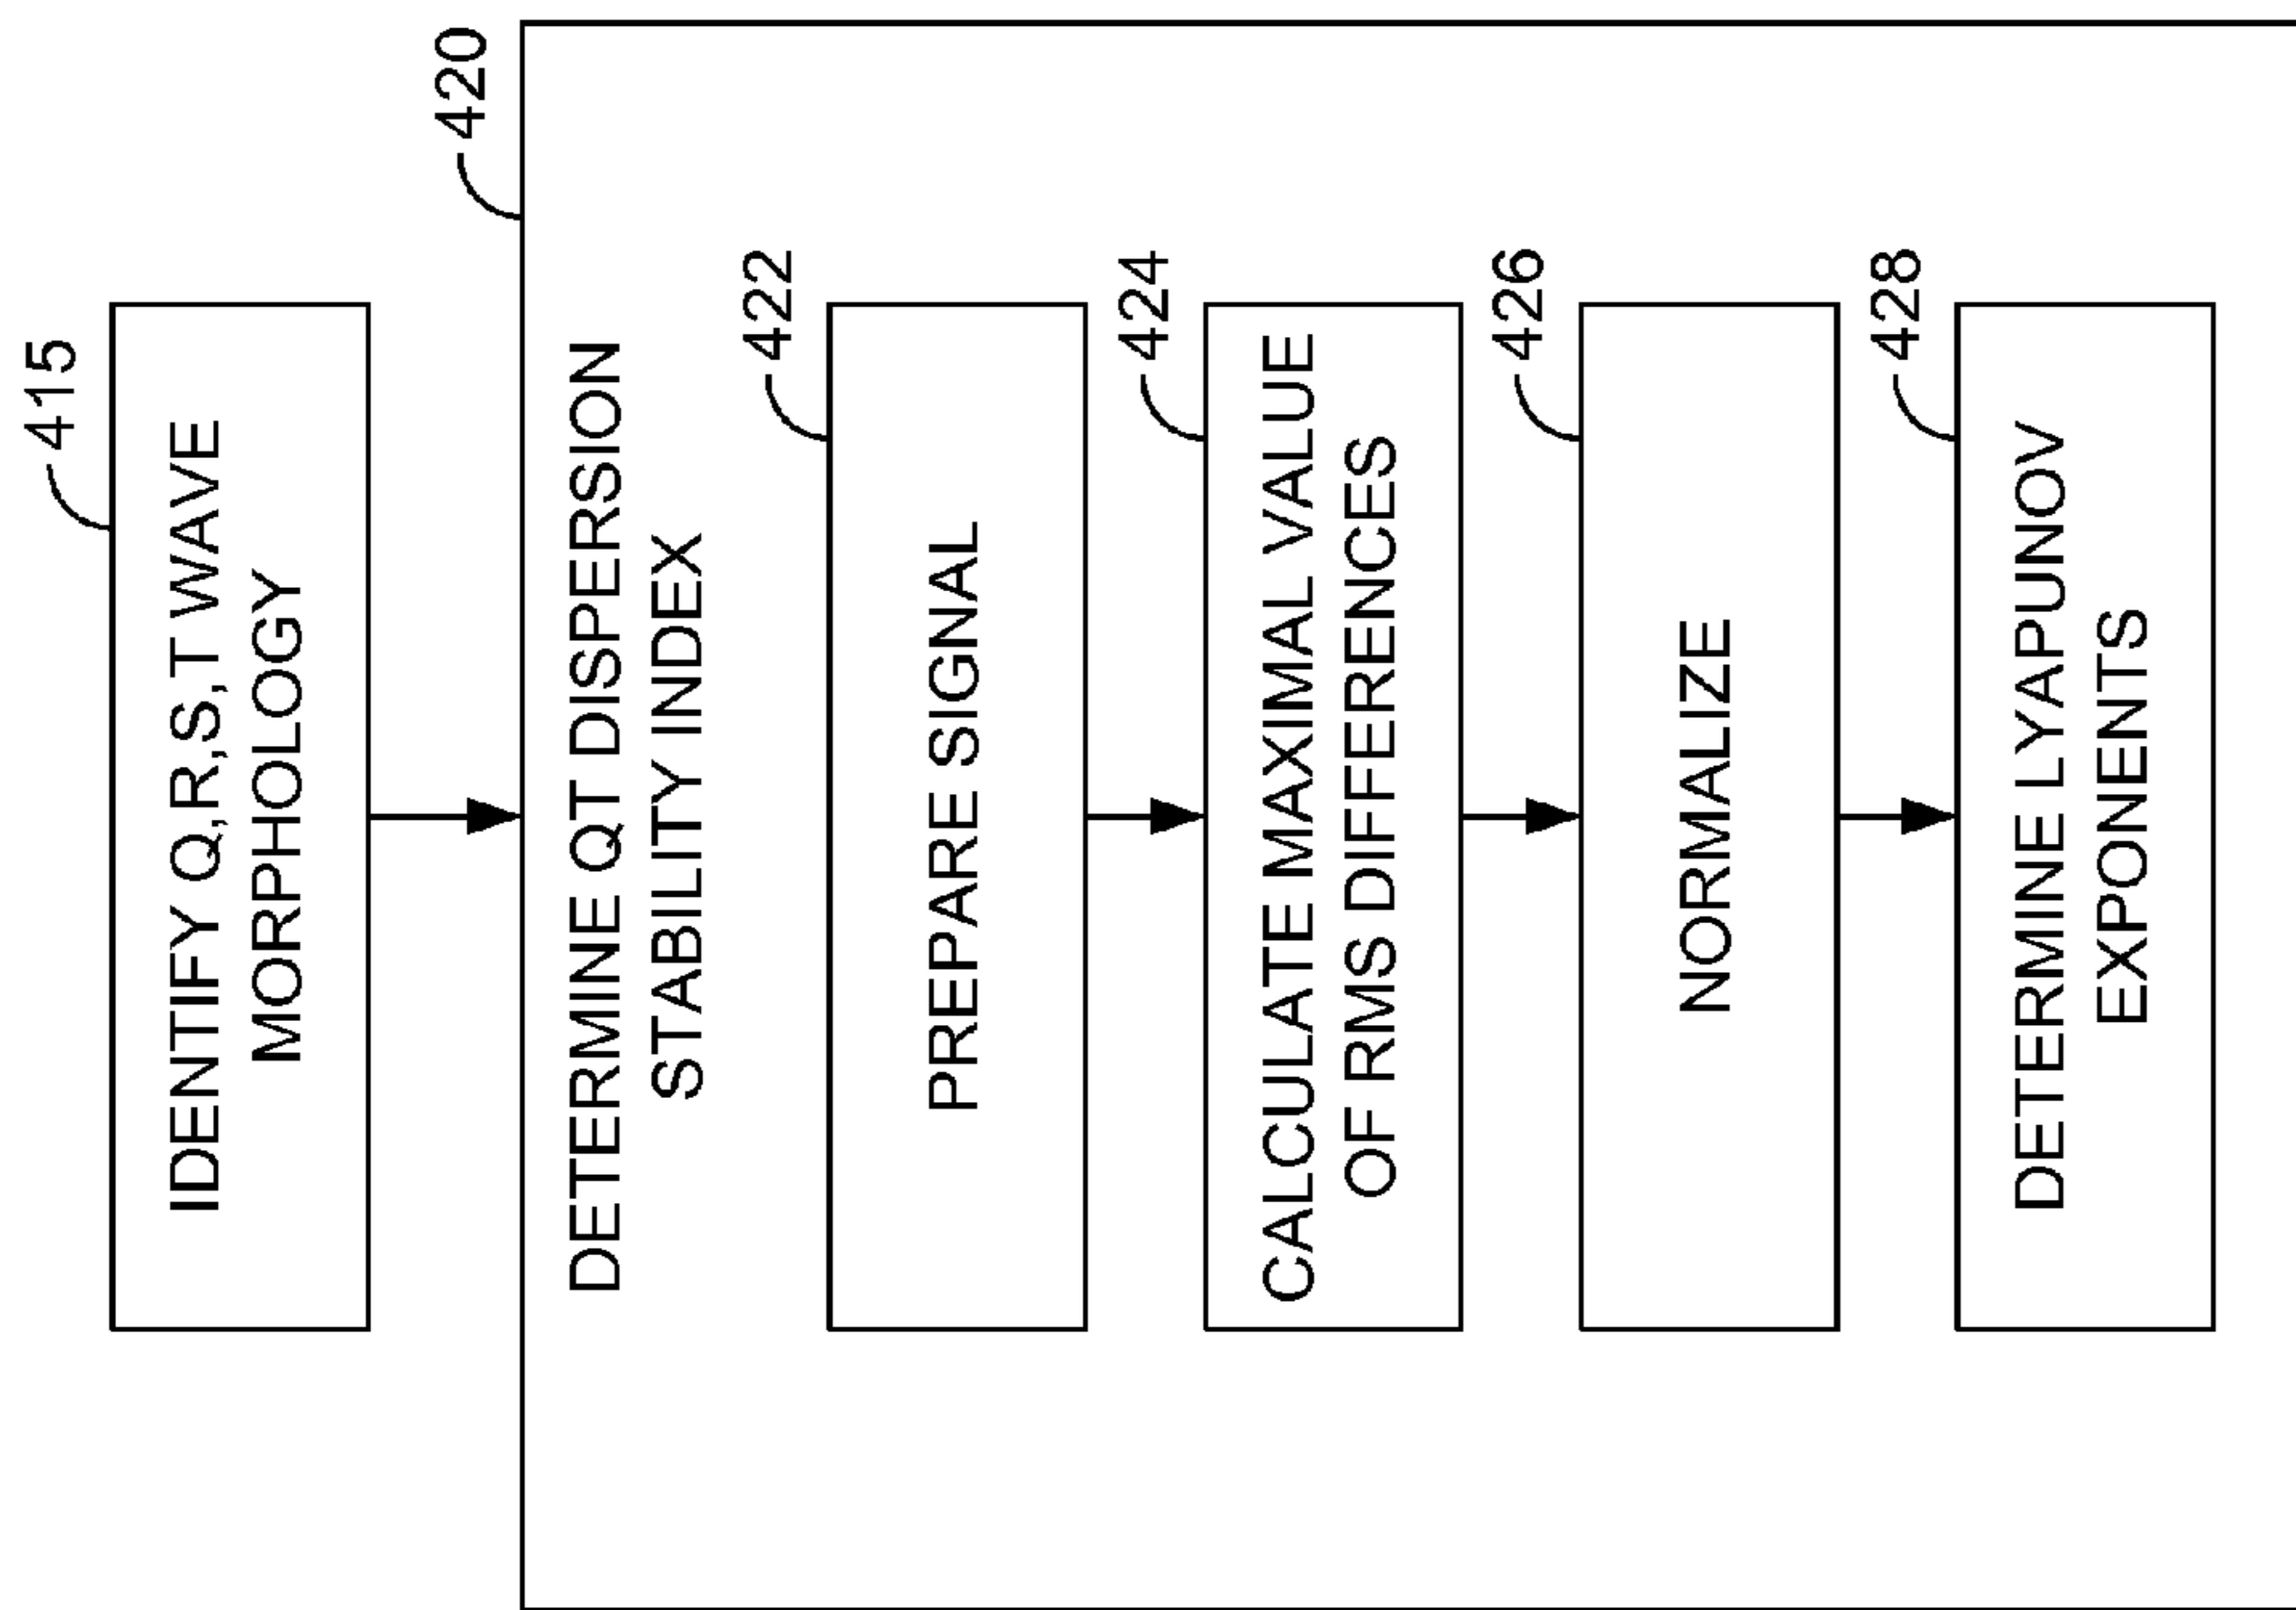 415
IDENTIFY Q,R,S,T WAVE
MORPHOLOGY
420
DETERMINE QT DISPERSION
STABILITY INDEX
422
PREPARE SIGNAL
424
CALCULATE MAXIMAL VALUE
OF RMS DIFFERENCES
426
NORMALIZE
428
DETERMINE LYAPUNOV
EXPONENTS